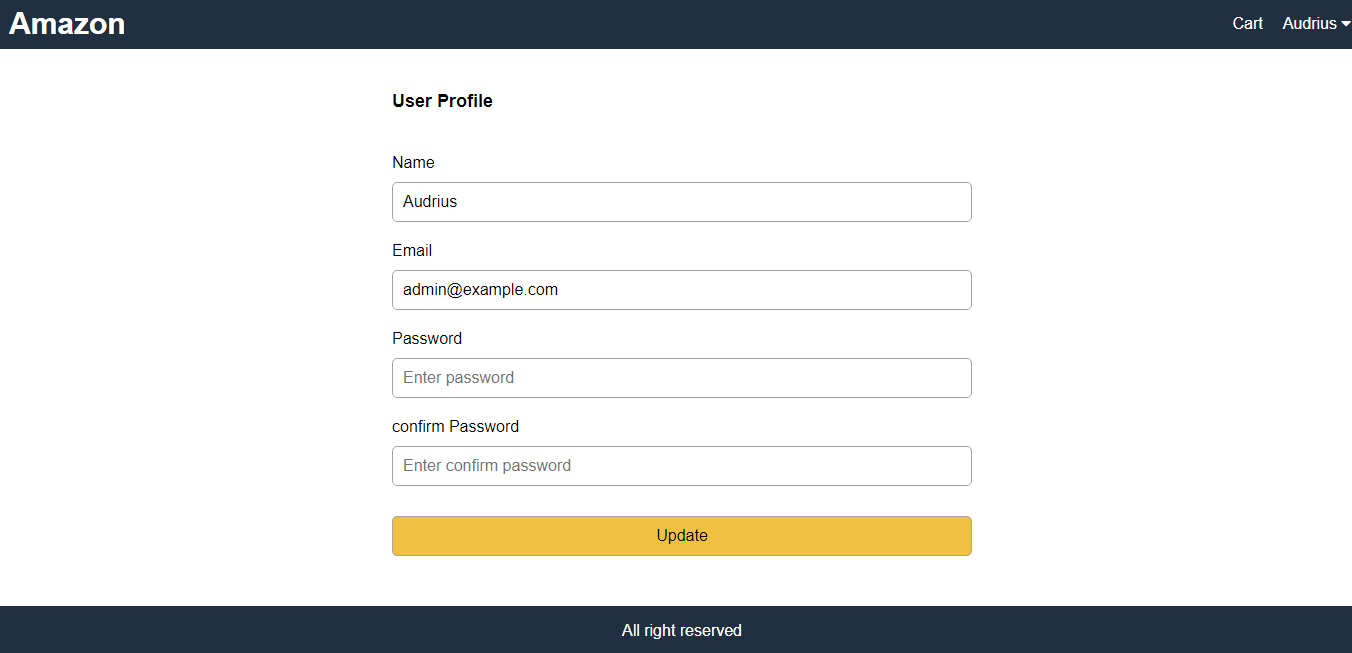 Amazon
Cart Audrius
User Profile
Name
Audrius
Email
admin@example.com
Password
Enter password
confirm Password
Enter confirm password
Update
All right reserved